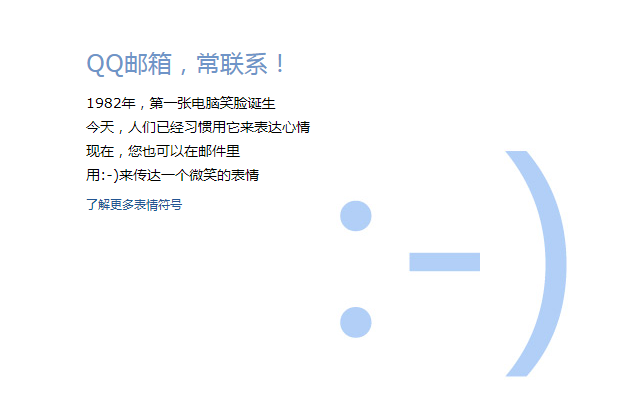 QQ邮箱，常联系！
1982年，第一张电脑笑脸诞生
今天，人们已经习惯用它来表达心情
现在，您也可以在邮件里
用:-)来传达一个微笑的表情
了解更多表情符号
:-)